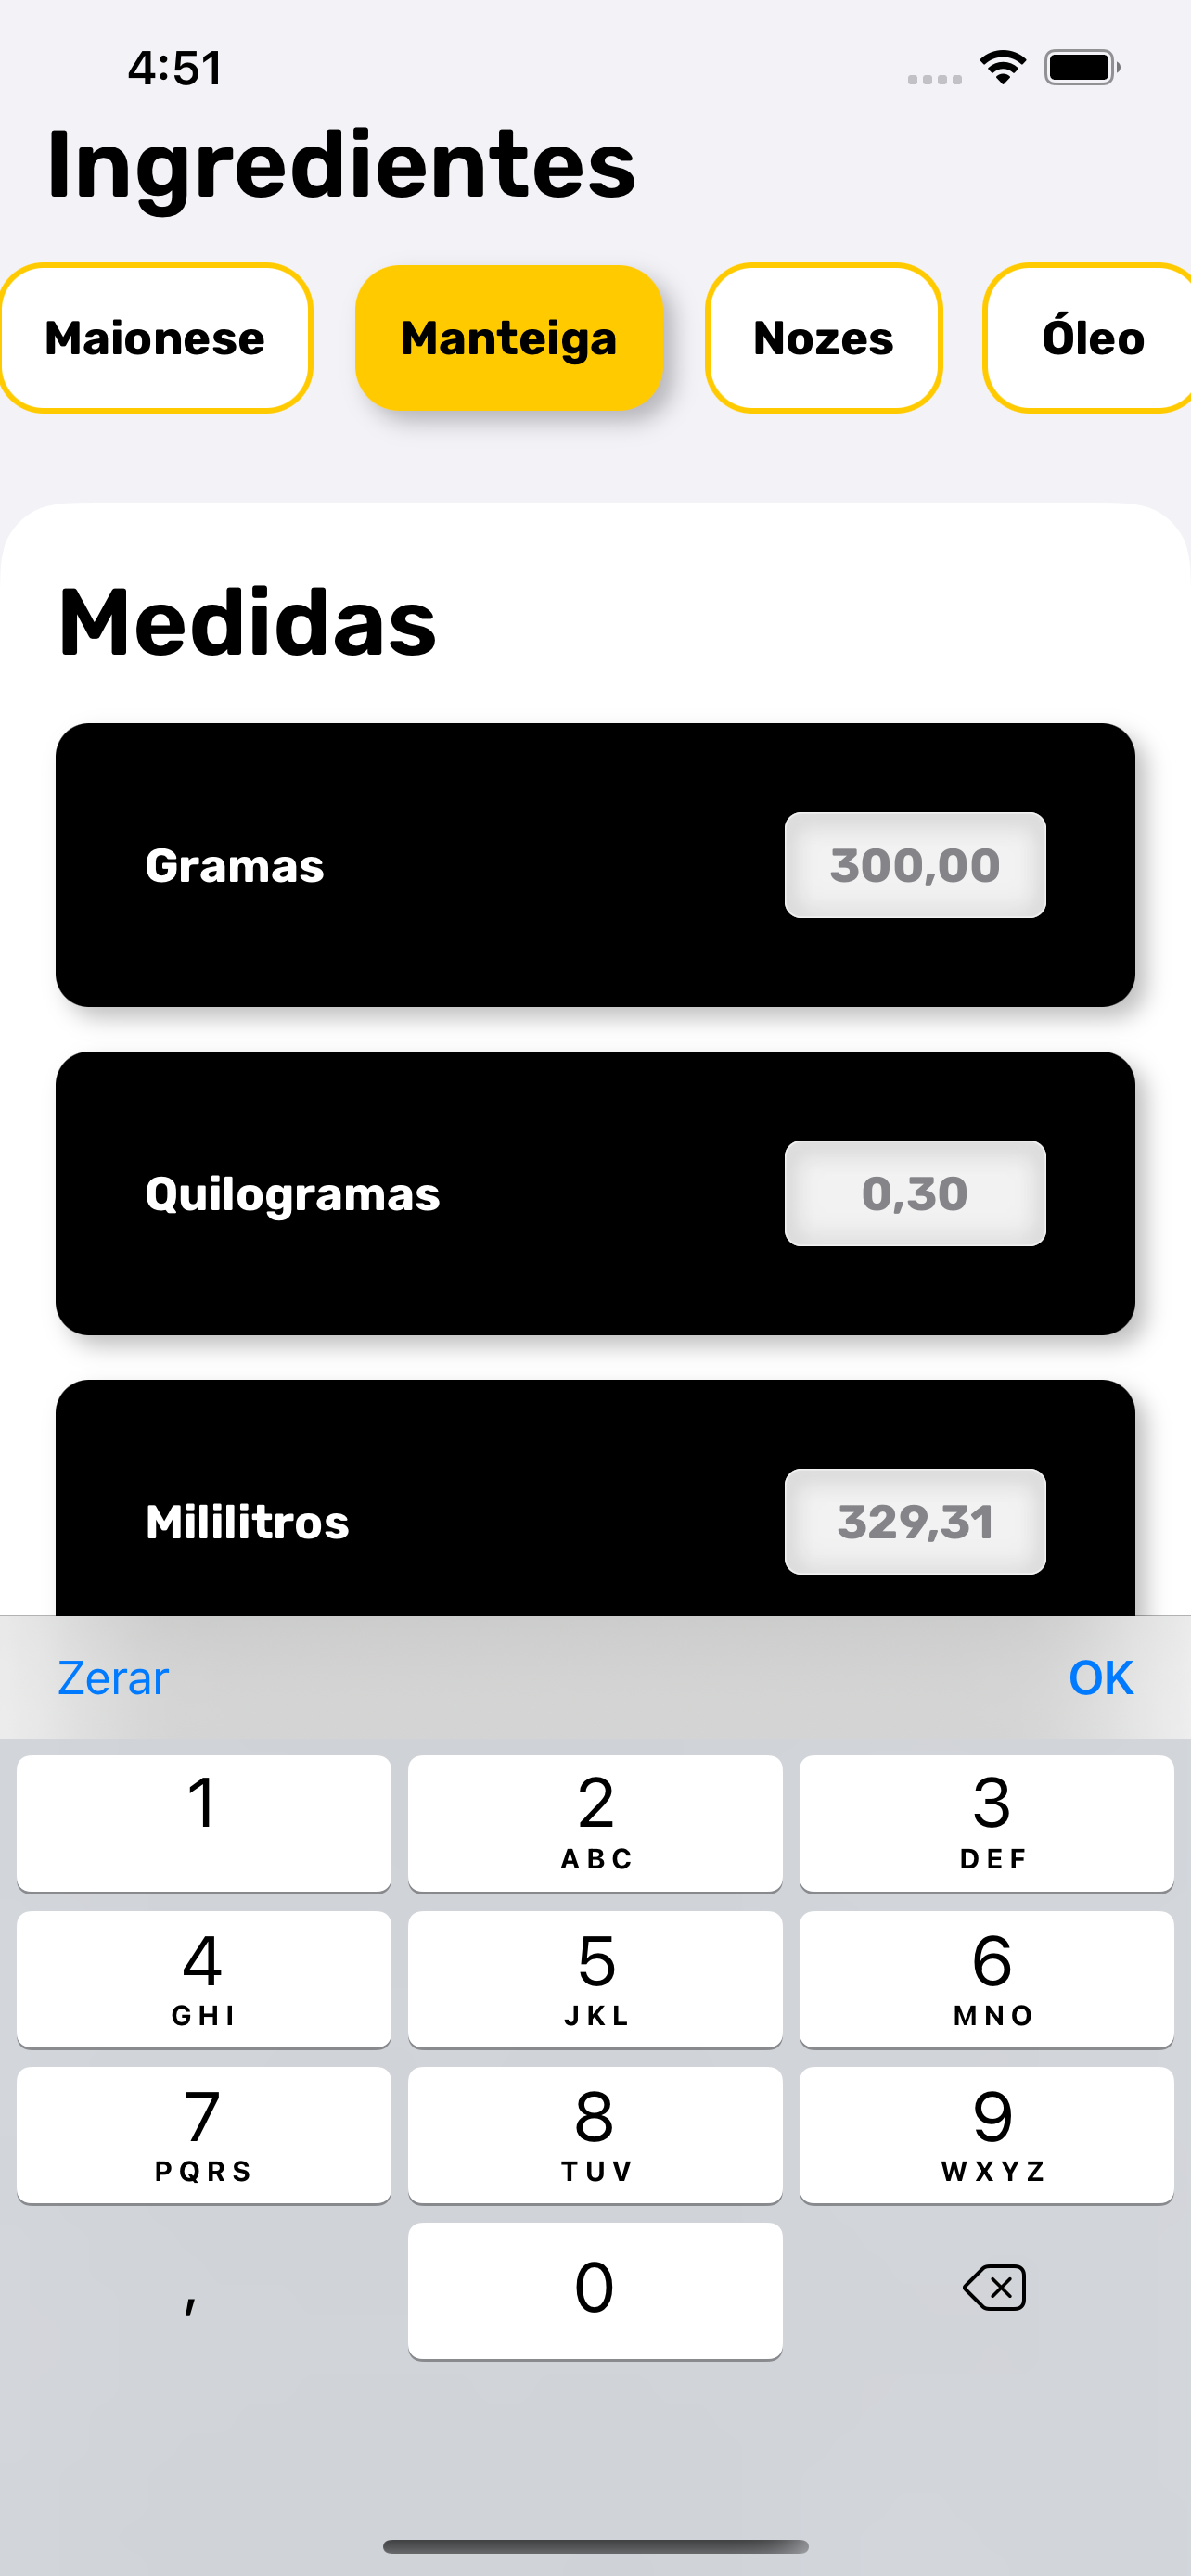 4:51
Ingredientes
Maionese Manteiga Nozes Óleo
Medidas
Gramas 300,00
Quilogramas 0,30
Mililitros 329,31
Zerar OK
1 2 3
ABC DEF
4 5 6
GHI JKL MNO
7 8 9
PQRS TUV WXYZ
, 0